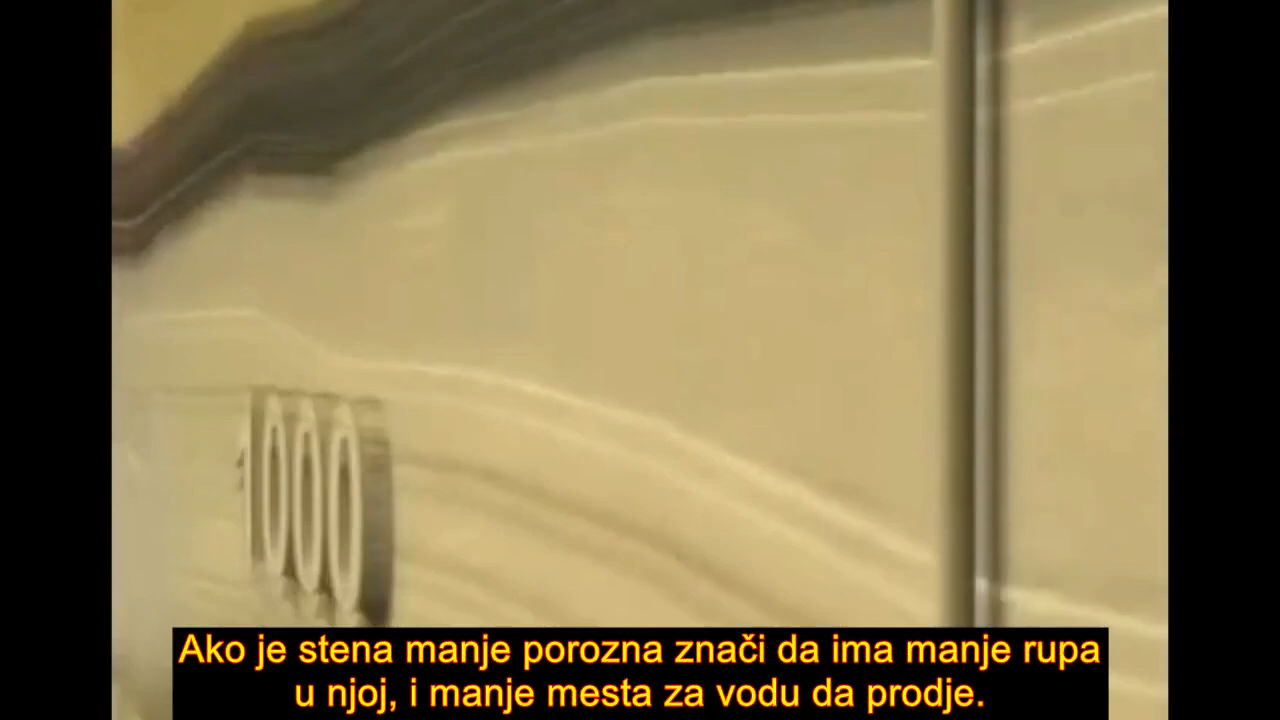 1000
Ako je stena manje porozna znači da ima manje rupa
u njoj, i manje mesta za vodu da prodje.